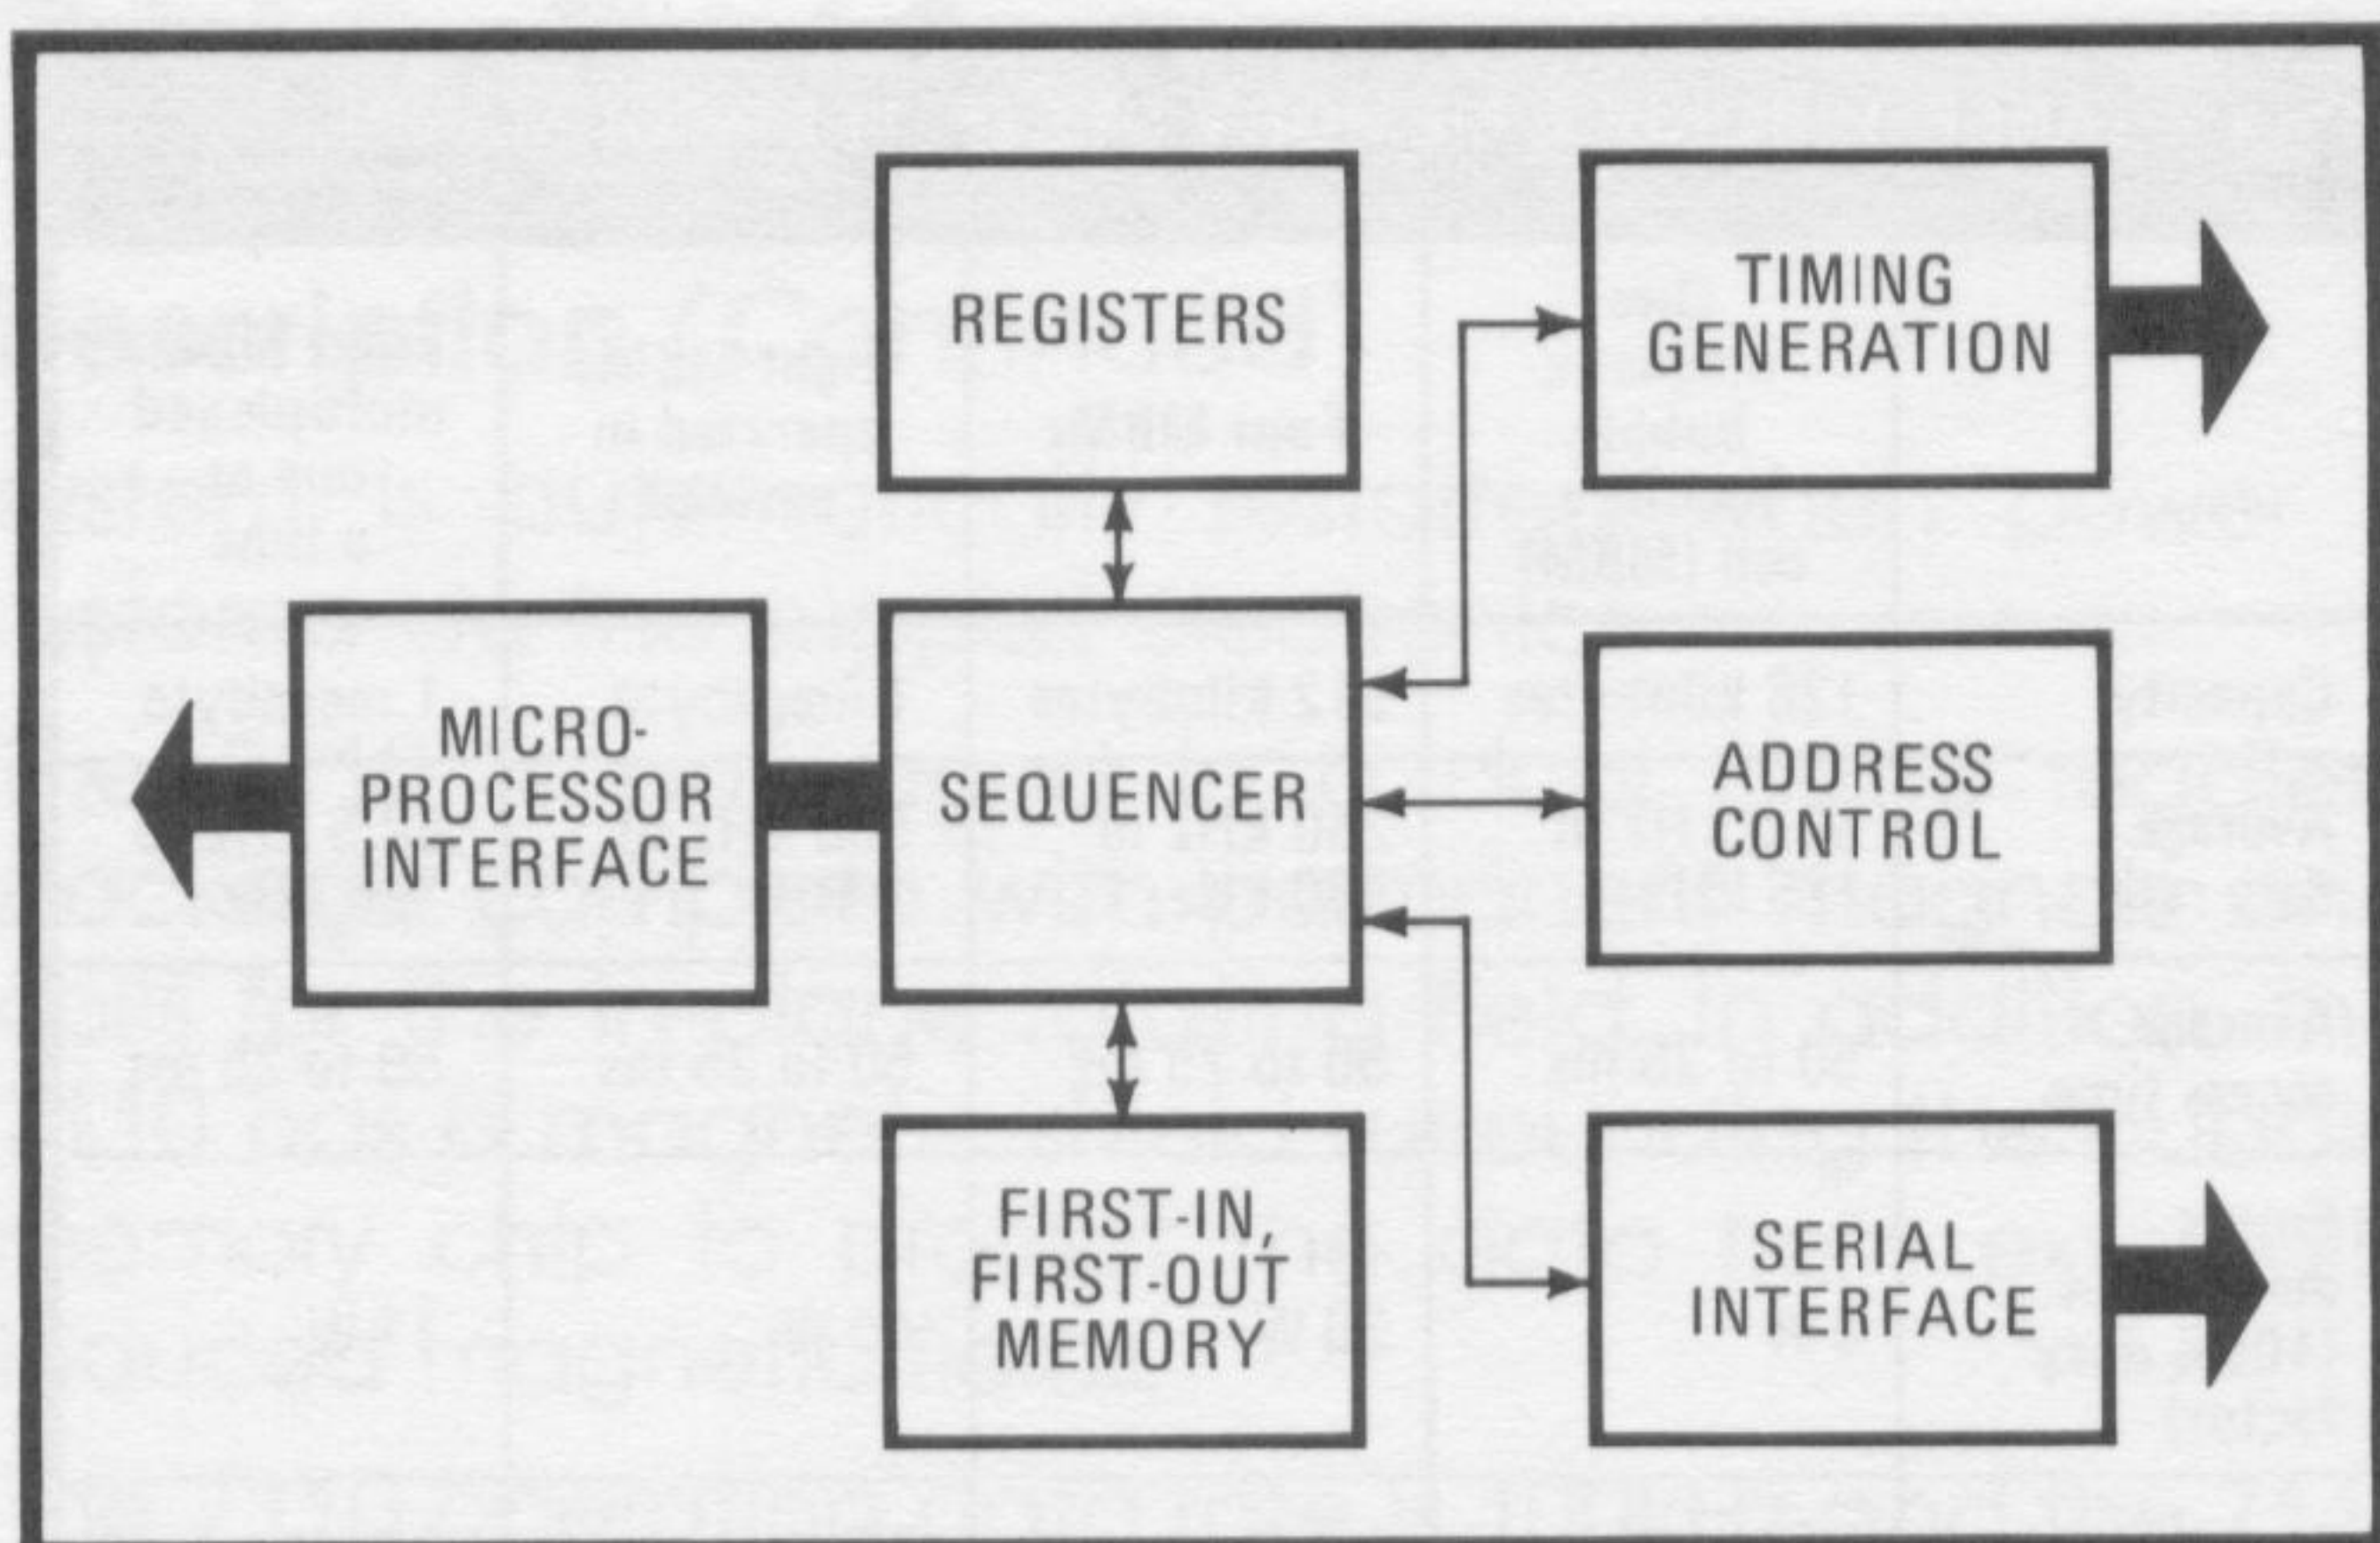 REGISTERS
TIMING
GENERATION
MICRO-
PROCESSOR
INTERFACE
SEQUENCER
ADDRESS
CONTROL
FIRST-IN,
FIRST-OUT
MEMORY
SERIAL
INTERFACE